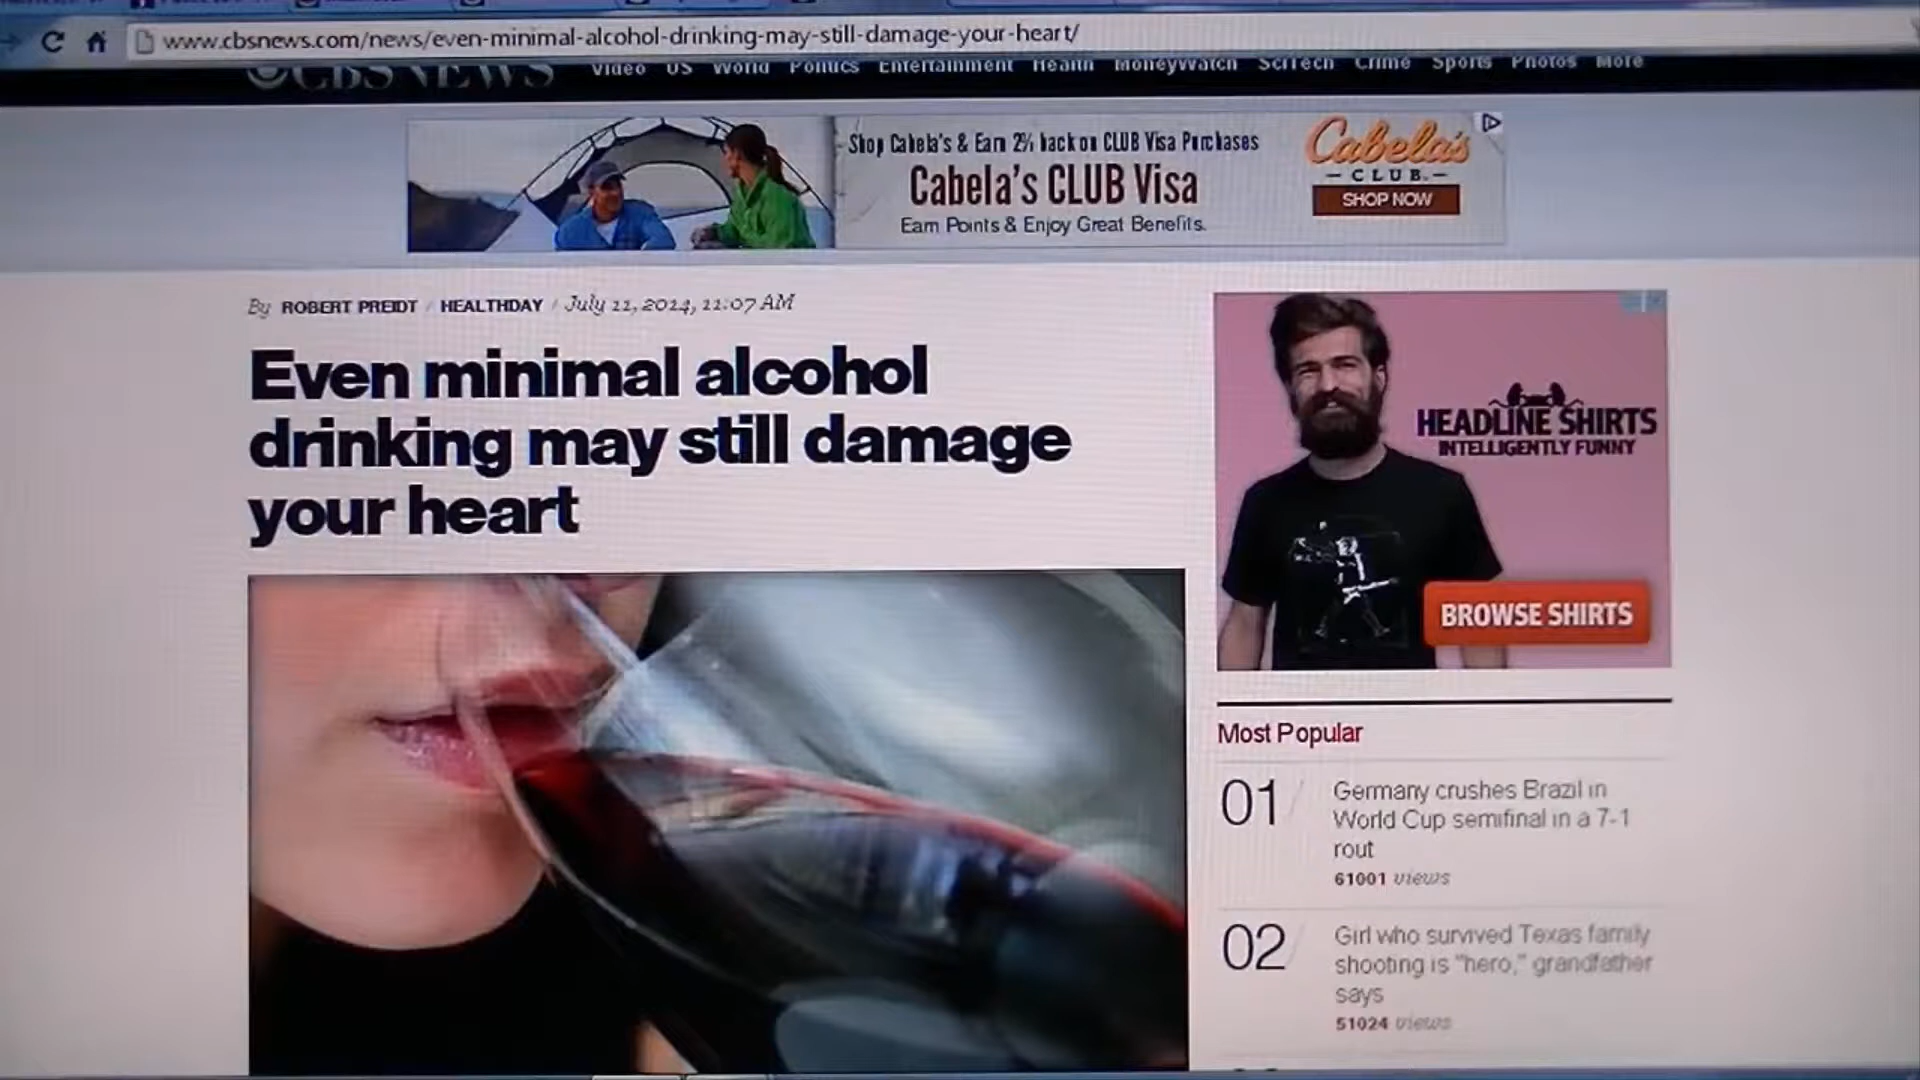 www.cbsnews.com/news/even-minimal-alcohol-drinking-may-still-damage-your-heart/
CBS NEWS Video US World Politics Entertainment Health MoneyWatch SciTech Crime Sports Photos More
Shop Cabela's & Earn 2% back on CLUB Visa Purchases
Cabela's CLUB Visa
Earn Points & Enjoy Great Benefits.
Cabela's
CLUB
SHOP NOW
By ROBERT PREIDT / HEALTHDAY / July 11, 2014, 11:07 AM
Even minimal alcohol
drinking may still damage
your heart
HEADLINE SHIRTS
INTELLIGENTLY FUNNY
BROWSE SHIRTS
Most Popular
01 / Germany crushes Brazil in
World Cup semifinal in a 7-1
rout
61001 views
02 / Girl who survived Texas family
shooting is "hero," grandfather
says
51024 views